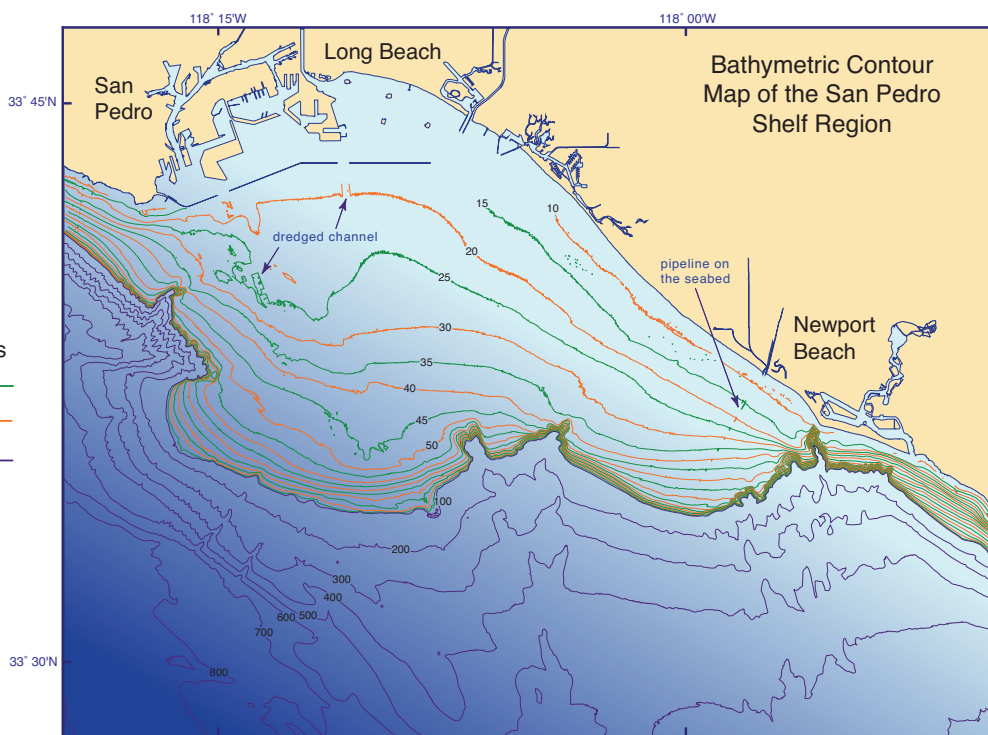 118° 15'W
118° 00'W
Long Beach
San
Pedro
33° 45'N
Bathymetric Contour
Map of the San Pedro
Shelf Region
15
10
dredged channel
20
25
pipeline on
the seabed
30
Newport
Beach
s
35
40
45
50
100
200
300
400
500
600
700
33° 30'N
800